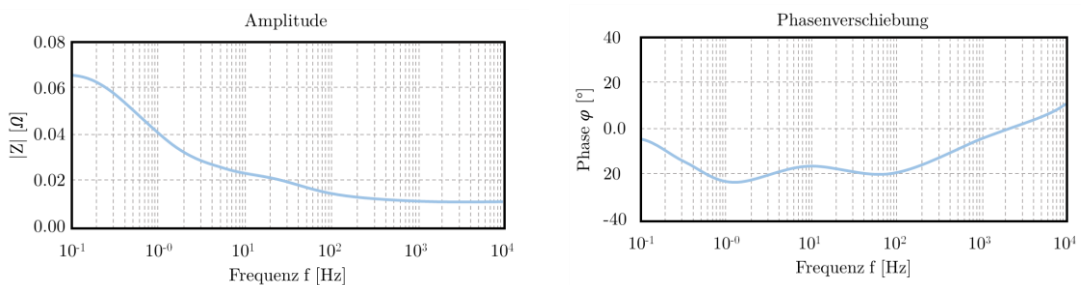 Amplitude
0.08
0.06
0.04
0.02
0.00
|Z| [Ω]
10-1 10-0 101 102 103 104
Frequenz f [Hz]
Phasenverschiebung
40
20
0.0
20
-40
Phase φ [°]
10-1 10-0 101 102 103 104
Frequenz f [Hz]